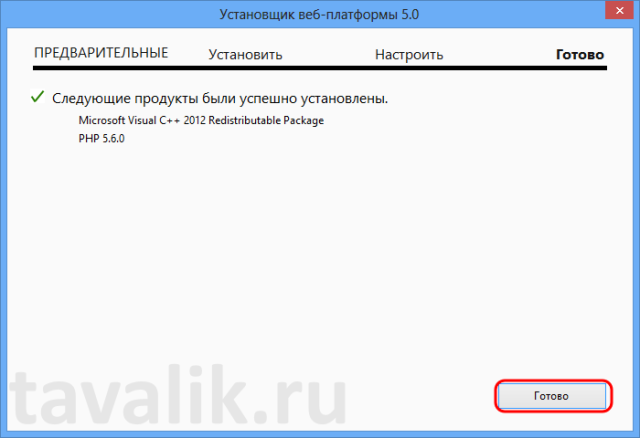 Установщик веб-платформы 5.0
ПРЕДВАРИТЕЛЬНЫЕ Установить Настроить Готово
Следующие продукты были успешно установлены.
Microsoft Visual C++ 2012 Redistributable Package
PHP 5.6.0
tavalik.ru
Готово